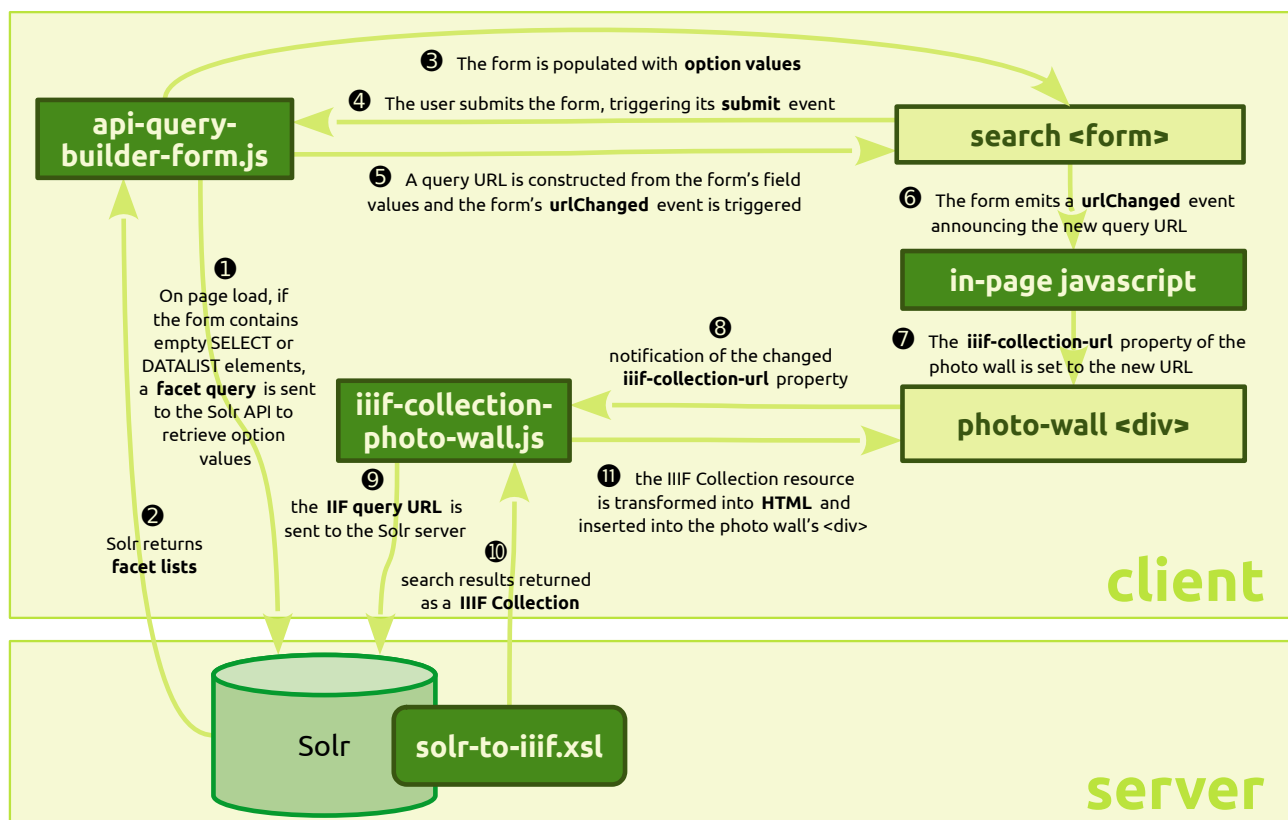 ❸ The form is populated with option values
❹ The user submits the form, triggering its submit event
api-query-
builder-form.js
search <form>
❺ A query URL is constructed from the form’s field
values and the form’s urlChanged event is triggered
❻ The form emits a urlChanged event
announcing the new query URL
❶
On page load, if
the form contains
empty SELECT or
DATALIST elements,
a facet query is sent
to the Solr API to
retrieve option
values
in-page javascript
❽
notification of the changed
iiif-collection-url property
❼ The iiif-collection-url property of the
photo wall is set to the new URL
iiif-collection-
photo-wall.js
photo-wall <div>
❾
the IIF query URL is
sent to the Solr server
⓫ the IIIF Collection resource
is transformed into HTML and
inserted into the photo wall’s <div>
❷
Solr returns
facet lists
❿
search results returned
as a IIIF Collection
client
Solr
solr-to-iiif.xsl
server